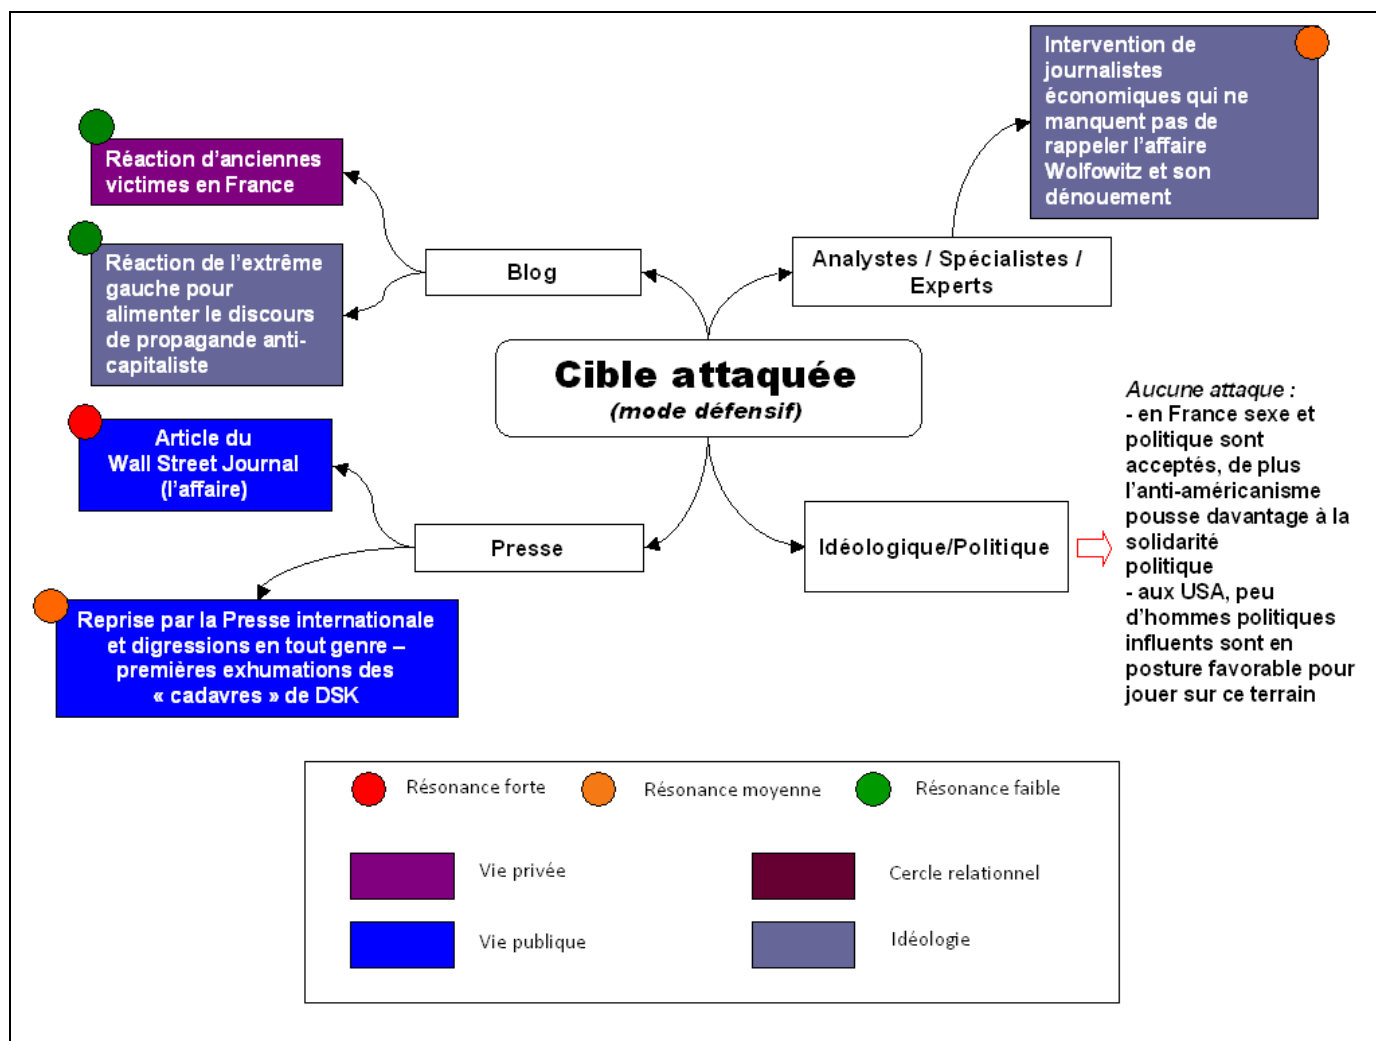 Intervention de
journalistes
économiques qui ne
manquent pas de
rappeler l'affaire
Wolfowitz et son
dénouement
Réaction d'anciennes
victimes en France
Réaction de l'extrême
gauche pour
alimenter le discours
de propagande anti-
capitaliste
Blog
Analystes / Spécialistes /
Experts
Cible attaquée
(mode défensif)
Article du
Wall Street Journal
(l'affaire)
Presse
Idéologique/Politique
Aucune attaque :
- en France sexe et
politique sont
acceptés, de plus
l'anti-américanisme
pousse davantage à la
solidarité
politique
- aux USA, peu
d'hommes politiques
influents sont en
posture favorable pour
jouer sur ce terrain
Reprise par la Presse internationale
et digressions en tout genre –
premières exhumations des
« cadavres » de DSK
Résonance forte
Résonance moyenne
Résonance faible
Vie privée
Cercle relationnel
Vie publique
Idéologie